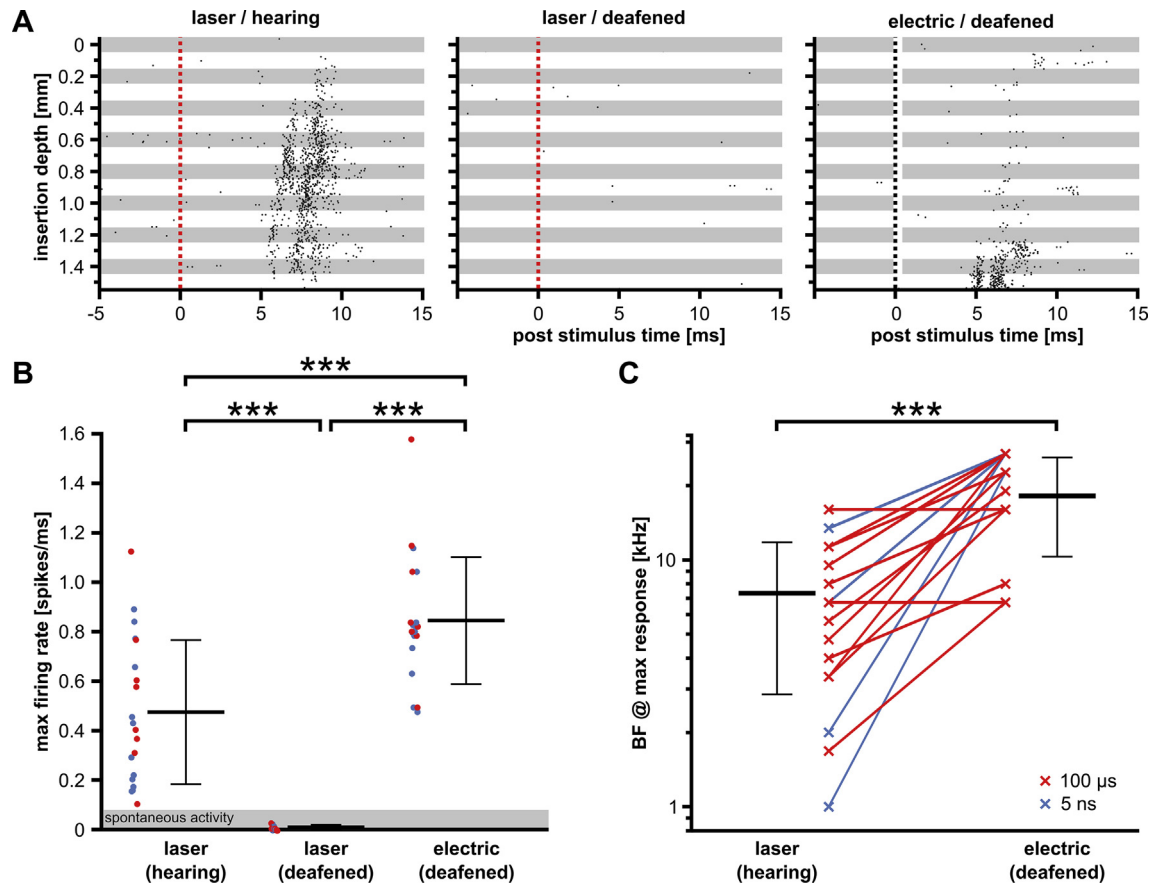 A
laser / hearing
laser / deafened
electric / deafened
insertion depth [mm]
0
0.2
0.4
0.6
0.8
1.0
1.2
1.4
-5 0 5 10 15
0 5 10 15
0 5 10 15
post stimulus time [ms]
post stimulus time [ms]
B
***
***
***
max firing rate [spikes/ms]
1.6
1.4
1.2
1.0
0.8
0.6
0.4
0.2
0
spontaneous activity
laser
(hearing)
laser
(deafened)
electric
(deafened)
C
***
BF @ max response [kHz]
10
1
100 µs
5 ns
laser
(hearing)
electric
(deafened)